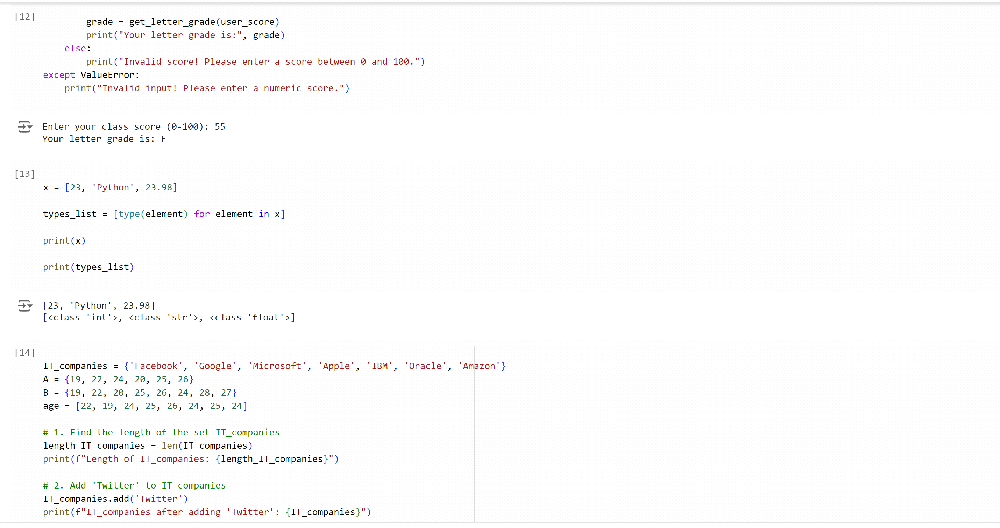 [12]
        grade = get_letter_grade(user_score)
        print("Your letter grade is:", grade)
    else:
        print("Invalid score! Please enter a score between 0 and 100.")
except ValueError:
    print("Invalid input! Please enter a numeric score.")
Enter your class score (0-100): 55
Your letter grade is: F
[13]
x = [23, 'Python', 23.98]
types_list = [type(element) for element in x]
print(x)
print(types_list)
[23, 'Python', 23.98]
[<class 'int'>, <class 'str'>, <class 'float'>]
[14]
IT_companies = {'Facebook', 'Google', 'Microsoft', 'Apple', 'IBM', 'Oracle', 'Amazon'}
A = {19, 22, 24, 20, 25, 26}
B = {19, 22, 20, 25, 26, 24, 28, 27}
age = [22, 19, 24, 25, 26, 24, 25, 24]
# 1. Find the length of the set IT_companies
length_IT_companies = len(IT_companies)
print(f"Length of IT_companies: {length_IT_companies}")
# 2. Add 'Twitter' to IT_companies
IT_companies.add('Twitter')
print(f"IT_companies after adding 'Twitter': {IT_companies}")